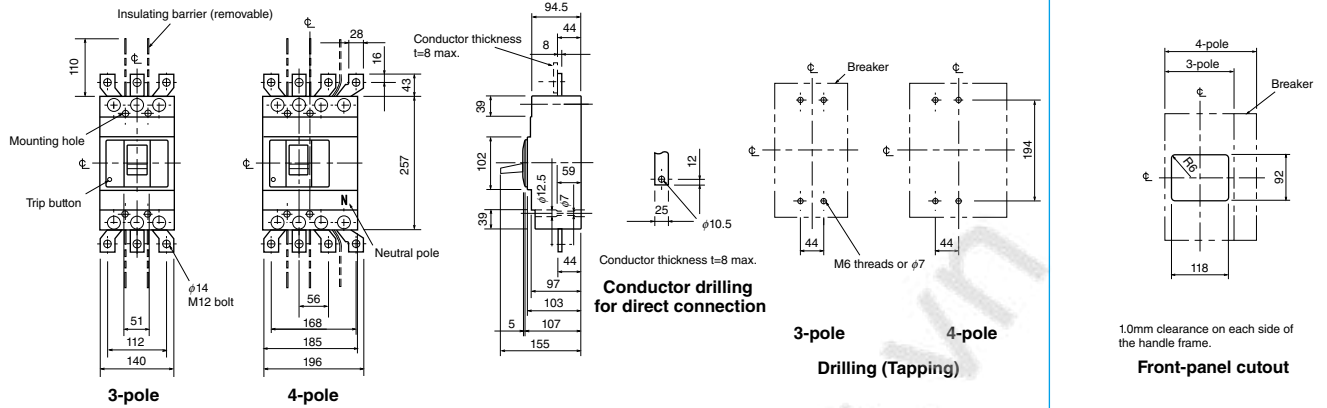 Insulating barrier (removable)
℄
℄
110
28
16
43
Mounting hole
℄
℄
257
Trip button
N
Neutral pole
ϕ14
M12 bolt
51
112
140
56
168
185
196
3-pole
4-pole
94.5
44
8
Conductor thickness
t=8 max.
39
102
59
ϕ12.5
ϕ7
39
44
97
103
5
107
155
12
25
ϕ10.5
Conductor thickness t=8 max.
Conductor drilling
for direct connection
℄
Breaker
℄
℄
℄
194
44
44
M6 threads or ϕ7
3-pole
4-pole
Drilling (Tapping)
4-pole
3-pole
℄
Breaker
℄
R6
92
118
1.0mm clearance on each side of
the handle frame.
Front-panel cutout
vn